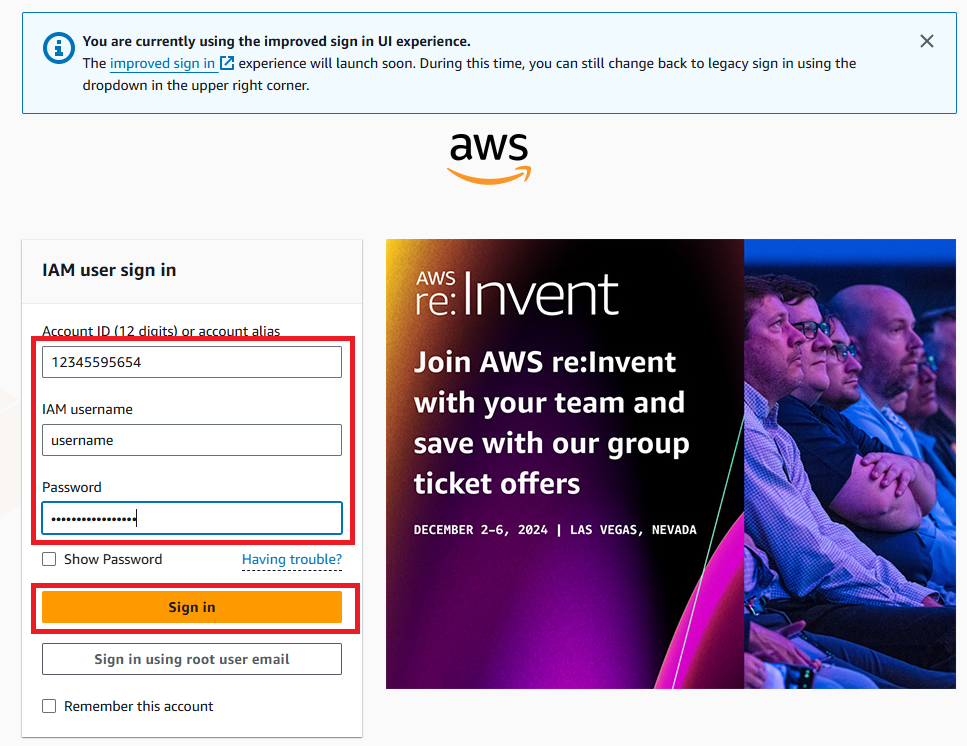 You are currently using the improved sign in UI experience.
The improved sign in experience will launch soon. During this time, you can still change back to legacy sign in using the
dropdown in the upper right corner.
aws
IAM user sign in
Account ID (12 digits) or account alias
12345595654
IAM username
username
Password
•••••••••••••••••
Show Password
Having trouble?
Sign in
Sign in using root user email
Remember this account
AWS
re:Invent
Join AWS re:Invent
with your team and
save with our group
ticket offers
DECEMBER 2-6, 2024 | LAS VEGAS, NEVADA